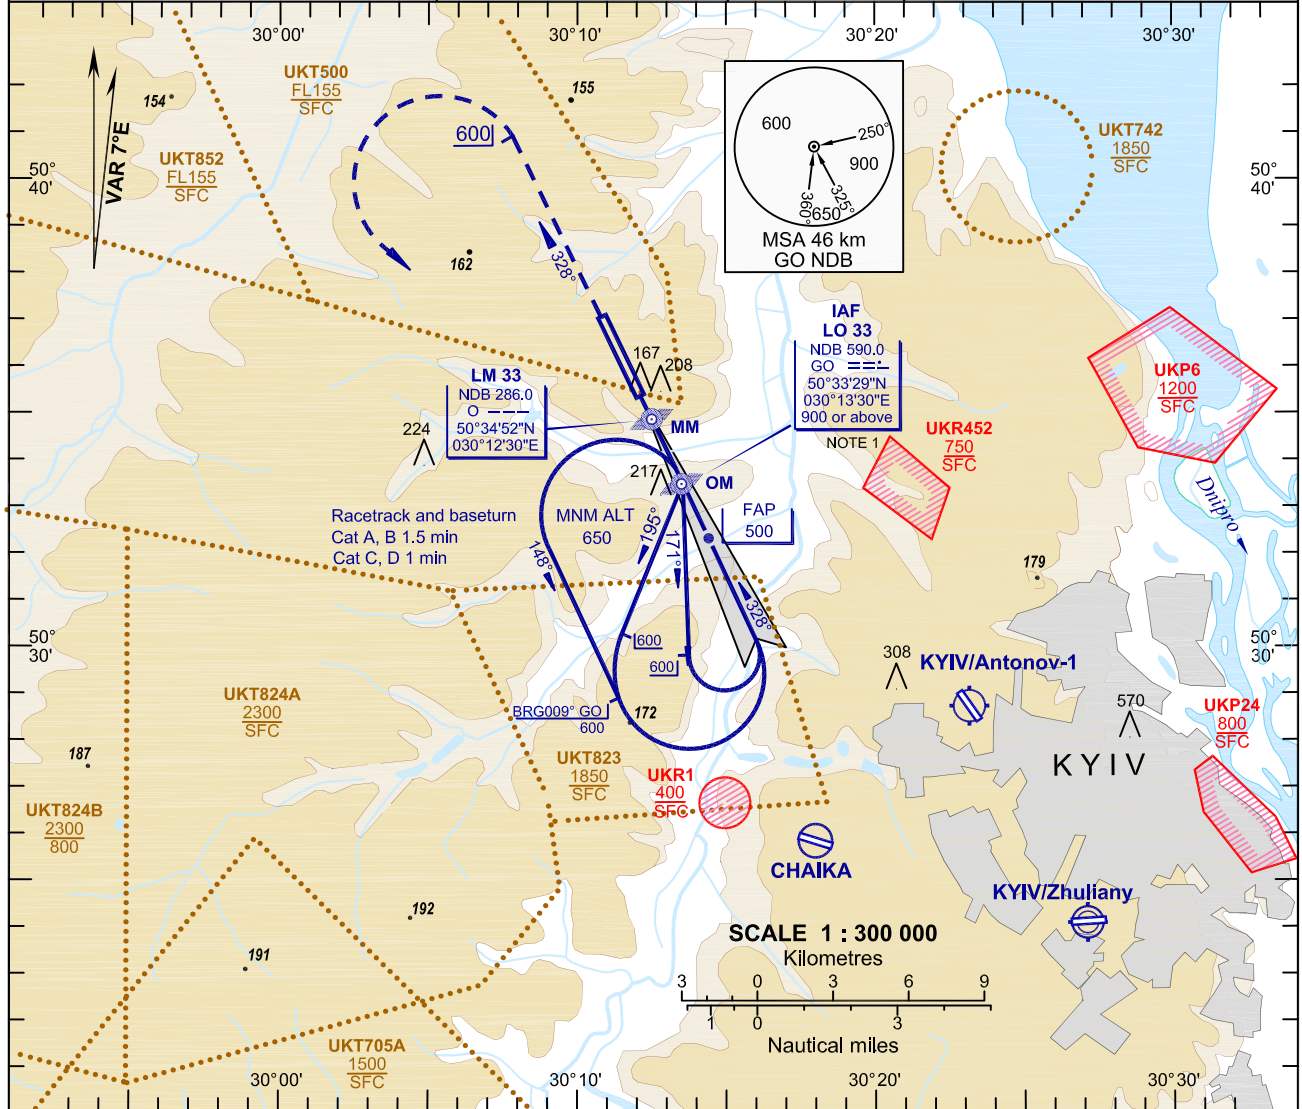 30°00'
30°10'
30°20'
30°30'
VAR 7°E
154
UKT500
FL155
SFC
UKT852
FL155
SFC
155
600
162
328°
600
250°
900
325°
360°
650
MSA 46 km
GO NDB
UKT742
1850
SFC
50°
40'
50°
40'
167
208
LM 33
NDB 286.0
O
50°34'52"N
030°12'30"E
MM
IAF
LO 33
NDB 590.0
GO
50°33'29"N
030°13'30"E
900 or above
NOTE 1
UKR452
750
SFC
UKP6
1200
SFC
Dnipro
224
217
OM
Racetrack and baseturn
Cat A, B 1.5 min
Cat C, D 1 min
MNM ALT
650
148°
195°
171°
FAP
500
328°
179
600
600
BRG009° GO
600
172
50°
30'
50°
30'
308
KYIV/Antonov-1
570
KYIV
UKP24
800
SFC
UKT824A
2300
SFC
187
UKT824B
2300
800
UKT823
1850
SFC
UKR1
400
SFC
CHAIKA
KYIV/Zhuliany
192
191
UKT705A
1500
SFC
SCALE 1 : 300 000
Kilometres
3 0 3 6 9
1 0 3
Nautical miles
30°00'
30°10'
30°20'
30°30'